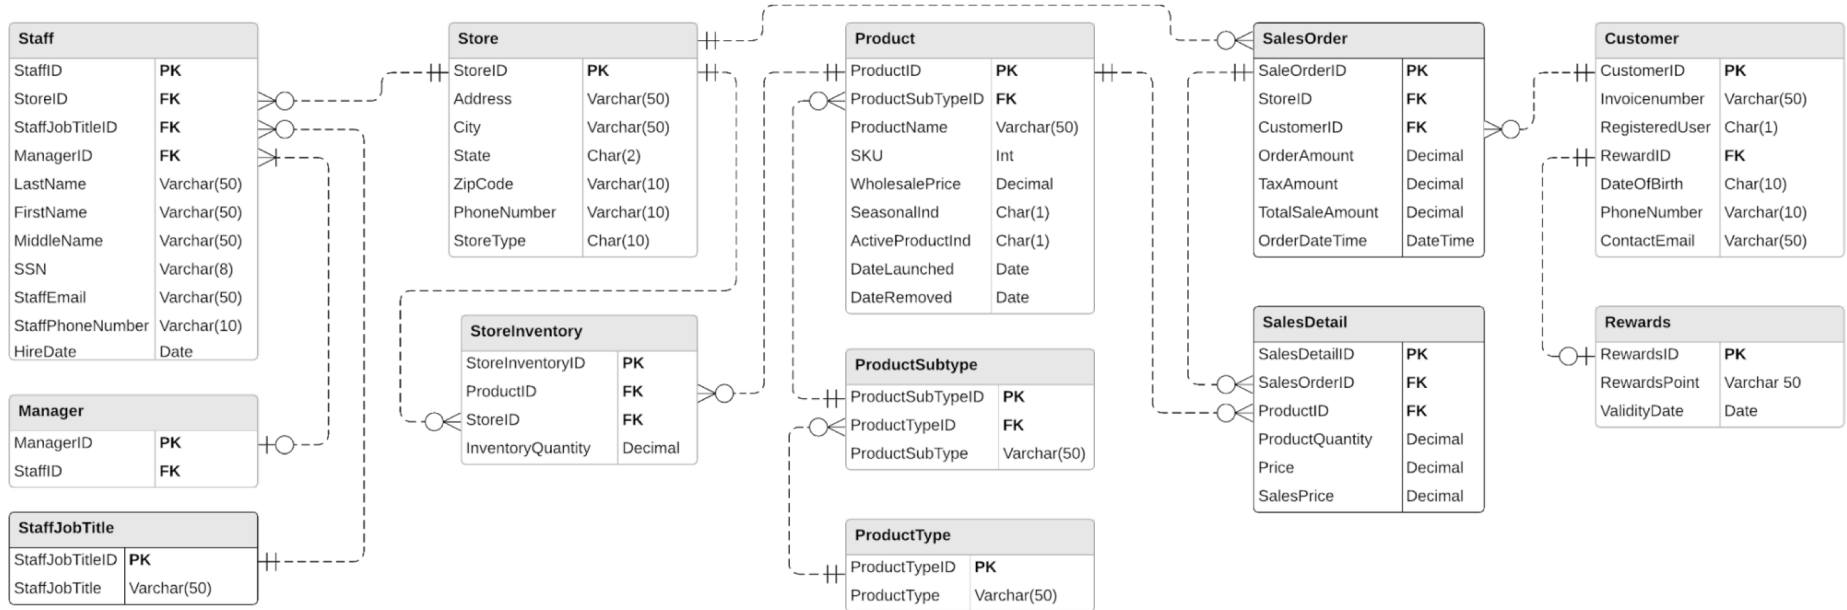 Staff
StaffID PK
StoreID FK
StaffJobTitleID FK
ManagerID FK
LastName Varchar(50)
FirstName Varchar(50)
MiddleName Varchar(50)
SSN Varchar(8)
StaffEmail Varchar(50)
StaffPhoneNumber Varchar(10)
HireDate Date
Manager
ManagerID PK
StaffID FK
StaffJobTitle
StaffJobTitleID PK
StaffJobTitle Varchar(50)
Store
StoreID PK
Address Varchar(50)
City Varchar(50)
State Char(2)
ZipCode Varchar(10)
PhoneNumber Varchar(10)
StoreType Char(10)
StoreInventory
StoreInventoryID PK
ProductID FK
StoreID FK
InventoryQuantity Decimal
Product
ProductID PK
ProductSubTypeID FK
ProductName Varchar(50)
SKU Int
WholesalePrice Decimal
SeasonalInd Char(1)
ActiveProductInd Char(1)
DateLaunched Date
DateRemoved Date
ProductSubtype
ProductSubTypeID PK
ProductTypeID FK
ProductSubType Varchar(50)
ProductType
ProductTypeID PK
ProductType Varchar(50)
SalesOrder
SaleOrderID PK
StoreID FK
CustomerID FK
OrderAmount Decimal
TaxAmount Decimal
TotalSaleAmount Decimal
OrderDateTime DateTime
SalesDetail
SalesDetailID PK
SalesOrderID FK
ProductID FK
ProductQuantity Decimal
Price Decimal
SalesPrice Decimal
Customer
CustomerID PK
Invoicenumber Varchar(50)
RegisteredUser Char(1)
RewardID FK
DateOfBirth Char(10)
PhoneNumber Varchar(10)
ContactEmail Varchar(50)
Rewards
RewardsID PK
RewardsPoint Varchar 50
ValidityDate Date